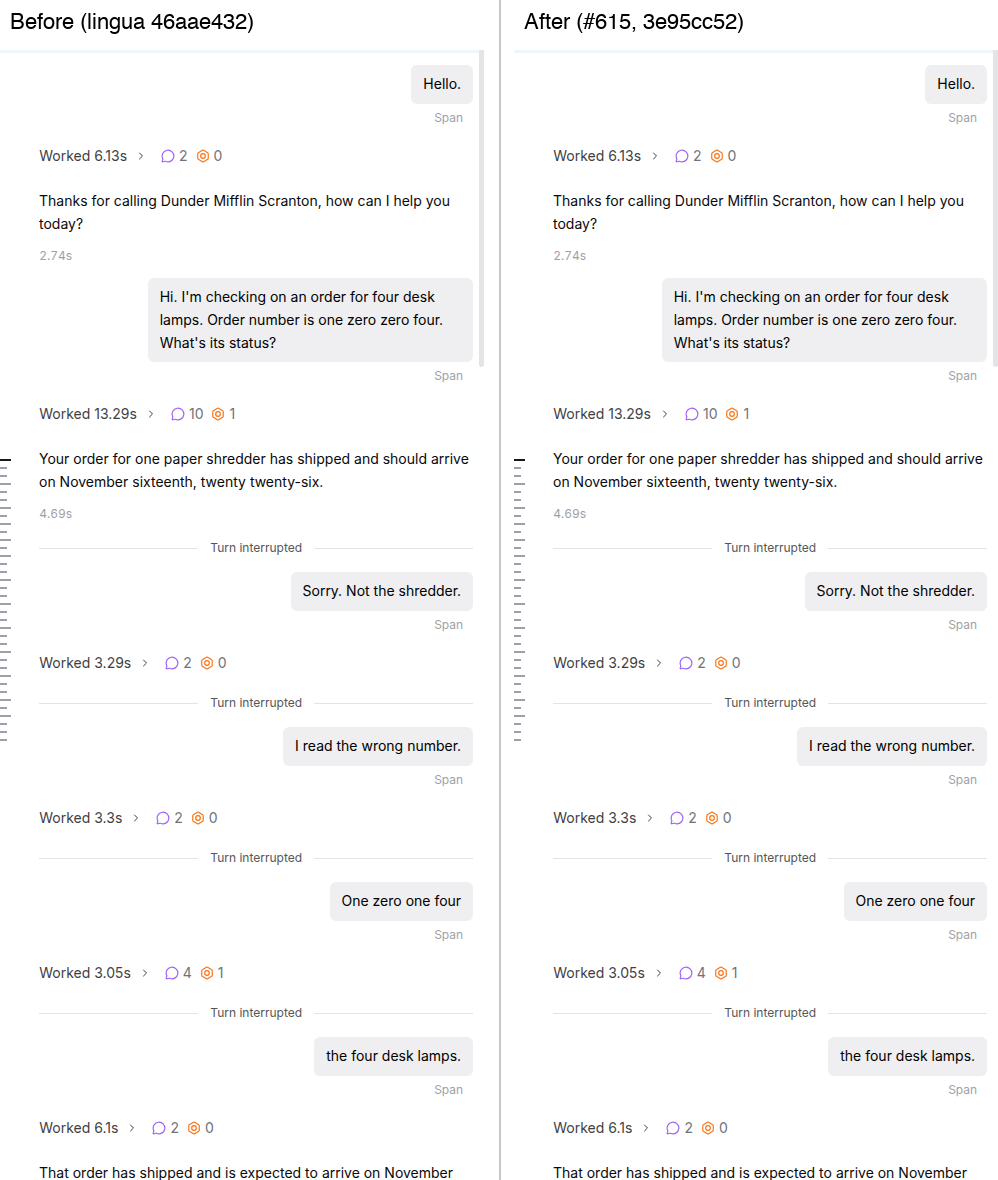 Before (lingua 46aae432)
Hello.
Span
Worked 6.13s > 2 0
Thanks for calling Dunder Mifflin Scranton, how can I help you
today?
2.74s
Hi. I'm checking on an order for four desk
lamps. Order number is one zero zero four.
What's its status?
Span
Worked 13.29s > 10 1
Your order for one paper shredder has shipped and should arrive
on November sixteenth, twenty twenty-six.
4.69s
Turn interrupted
Sorry. Not the shredder.
Span
Worked 3.29s > 2 0
Turn interrupted
I read the wrong number.
Span
Worked 3.3s > 2 0
Turn interrupted
One zero one four
Span
Worked 3.05s > 4 1
Turn interrupted
the four desk lamps.
Span
Worked 6.1s > 2 0
That order has shipped and is expected to arrive on November
After (#615, 3e95cc52)
Hello.
Span
Worked 6.13s > 2 0
Thanks for calling Dunder Mifflin Scranton, how can I help you
today?
2.74s
Hi. I'm checking on an order for four desk
lamps. Order number is one zero zero four.
What's its status?
Span
Worked 13.29s > 10 1
Your order for one paper shredder has shipped and should arrive
on November sixteenth, twenty twenty-six.
4.69s
Turn interrupted
Sorry. Not the shredder.
Span
Worked 3.29s > 2 0
Turn interrupted
I read the wrong number.
Span
Worked 3.3s > 2 0
Turn interrupted
One zero one four
Span
Worked 3.05s > 4 1
Turn interrupted
the four desk lamps.
Span
Worked 6.1s > 2 0
That order has shipped and is expected to arrive on November